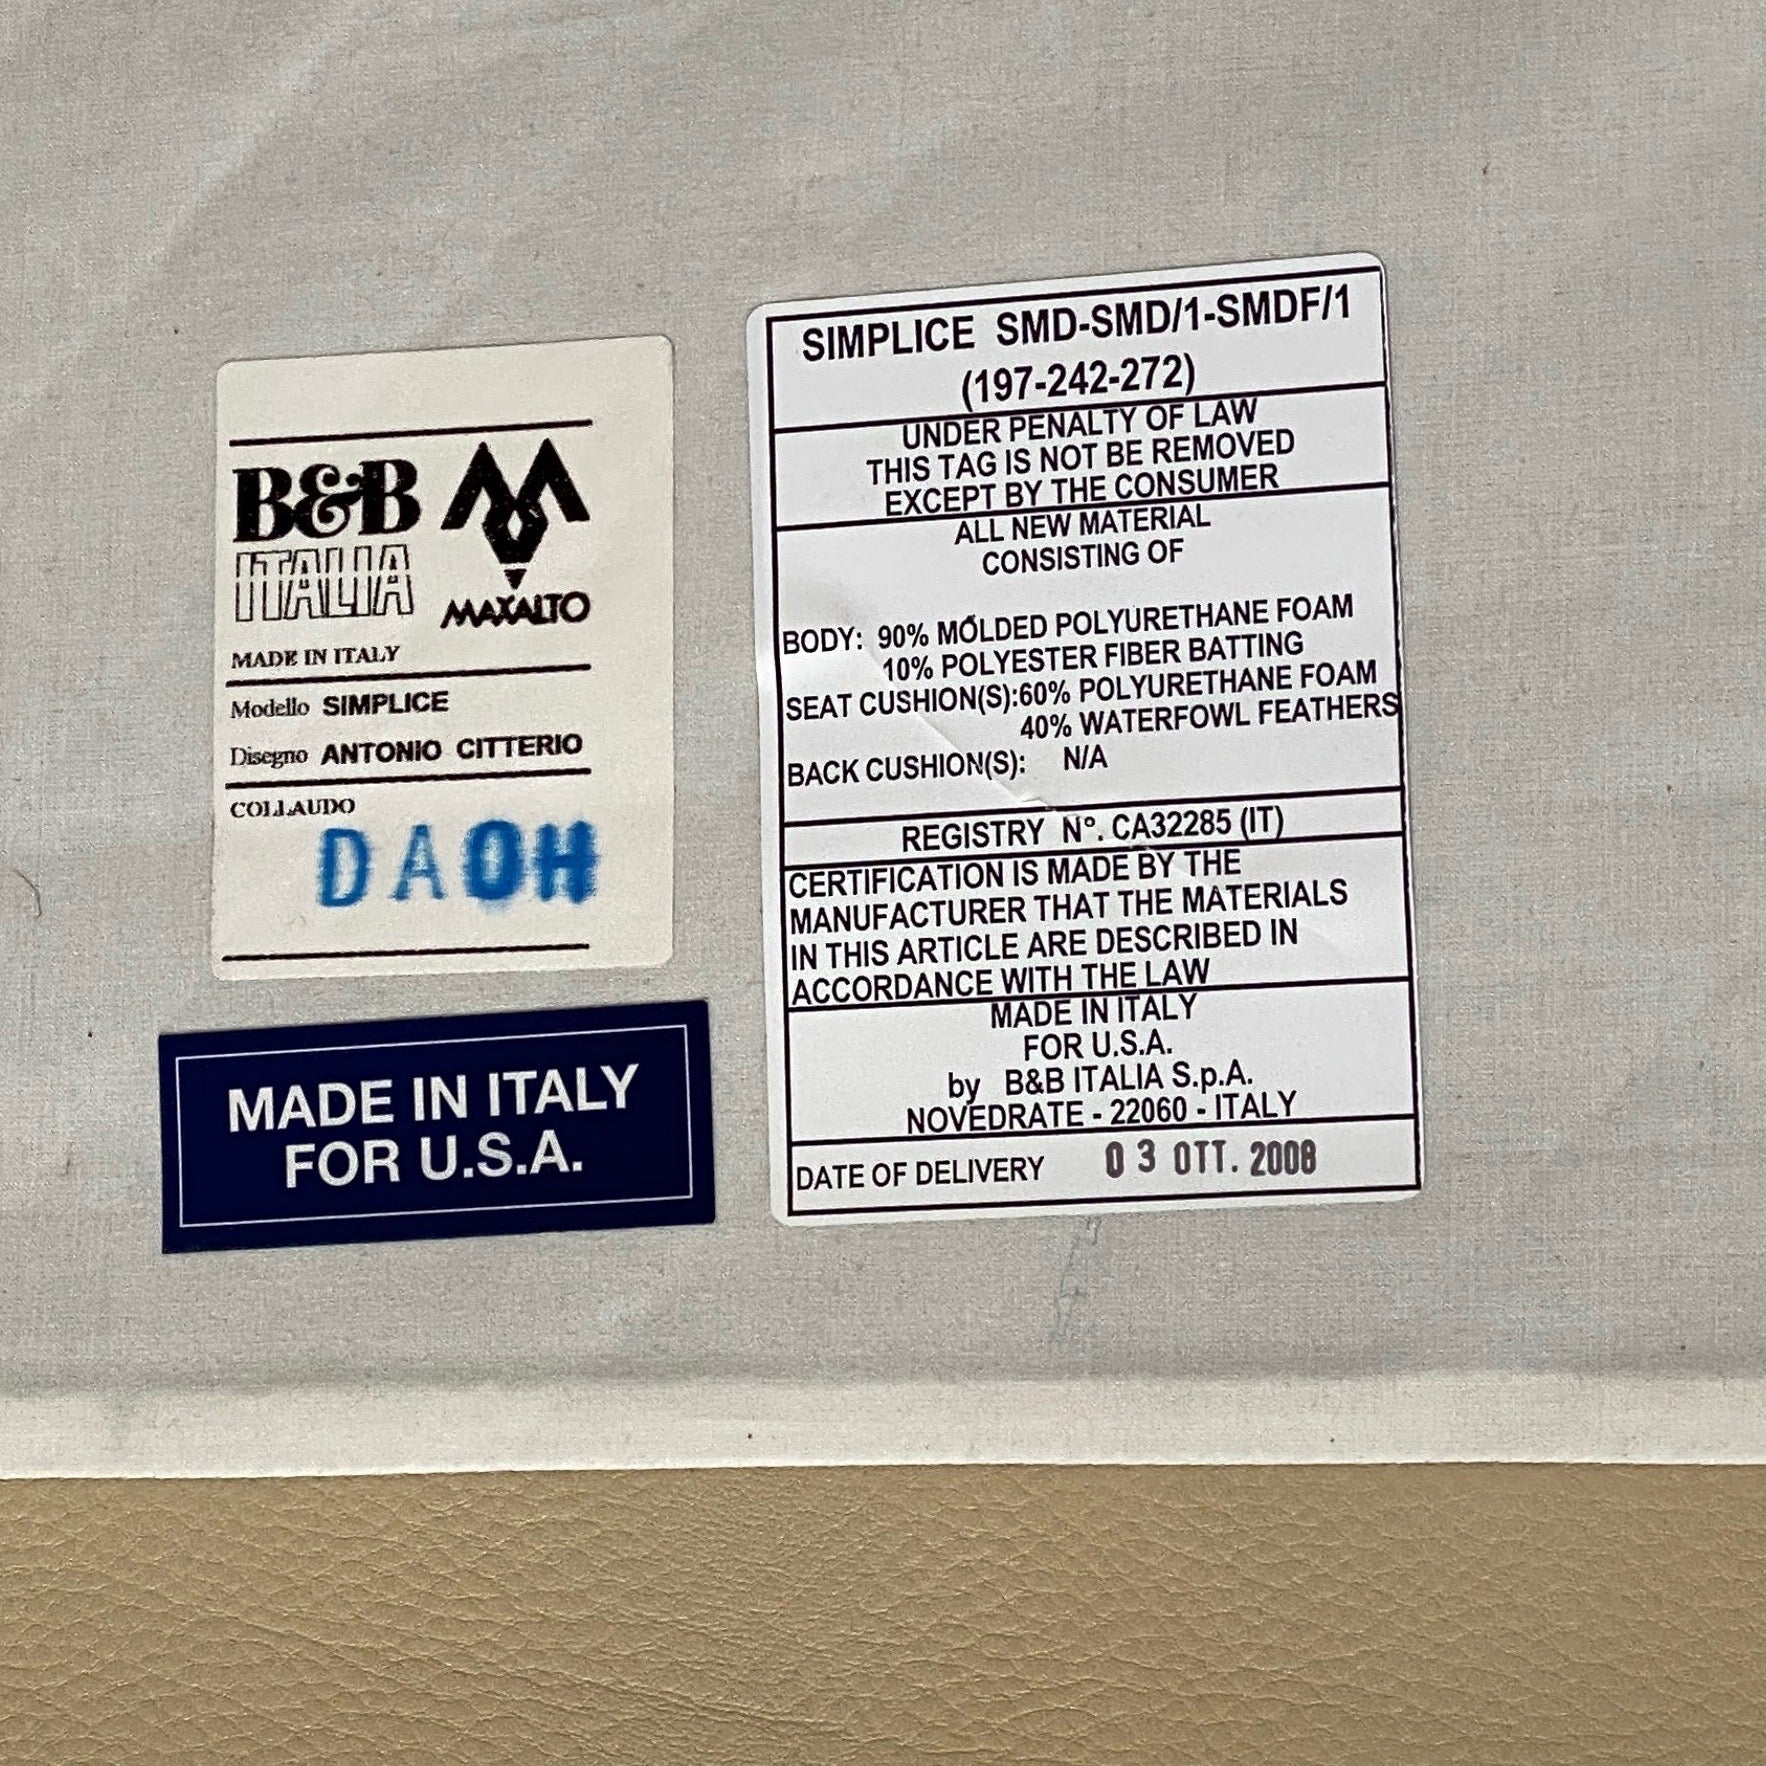 B&B
ITALIA
MAXALTO
MADE IN ITALY
Modello SIMPLICE
Disegno ANTONIO CITTERIO
COLLAUDO
DAOH
MADE IN ITALY
FOR U.S.A.
SIMPLICE SMD-SMD/1-SMDF/1
(197-242-272)
UNDER PENALTY OF LAW
THIS TAG IS NOT BE REMOVED
EXCEPT BY THE CONSUMER
ALL NEW MATERIAL
CONSISTING OF
BODY: 90% MOLDED POLYURETHANE FOAM
10% POLYESTER FIBER BATTING
SEAT CUSHION(S):60% POLYURETHANE FOAM
40% WATERFOWL FEATHERS
BACK CUSHION(S): N/A
REGISTRY N°. CA32285 (IT)
CERTIFICATION IS MADE BY THE
MANUFACTURER THAT THE MATERIALS
IN THIS ARTICLE ARE DESCRIBED IN
ACCORDANCE WITH THE LAW
MADE IN ITALY
FOR U.S.A.
by B&B ITALIA S.p.A.
NOVEDRATE - 22060 - ITALY
DATE OF DELIVERY 03 OTT. 2008